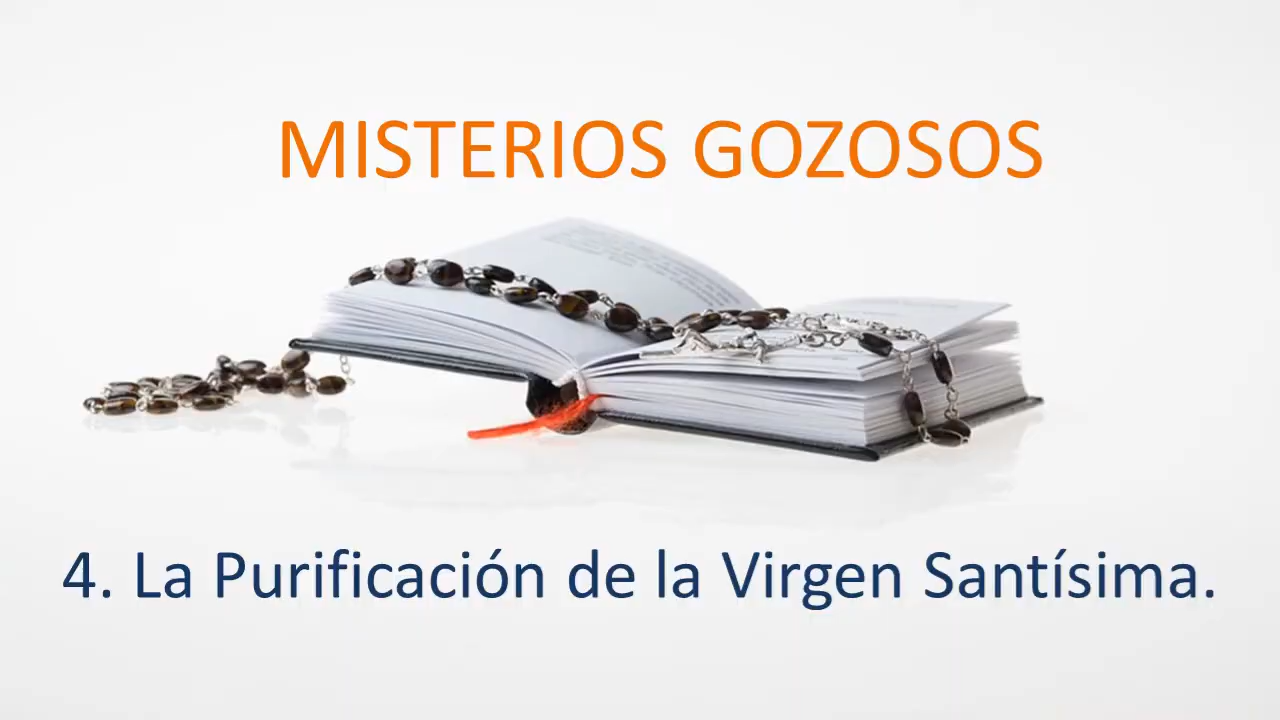 MISTERIOS GOZOSOS
4. La Purificación de la Virgen Santísima.